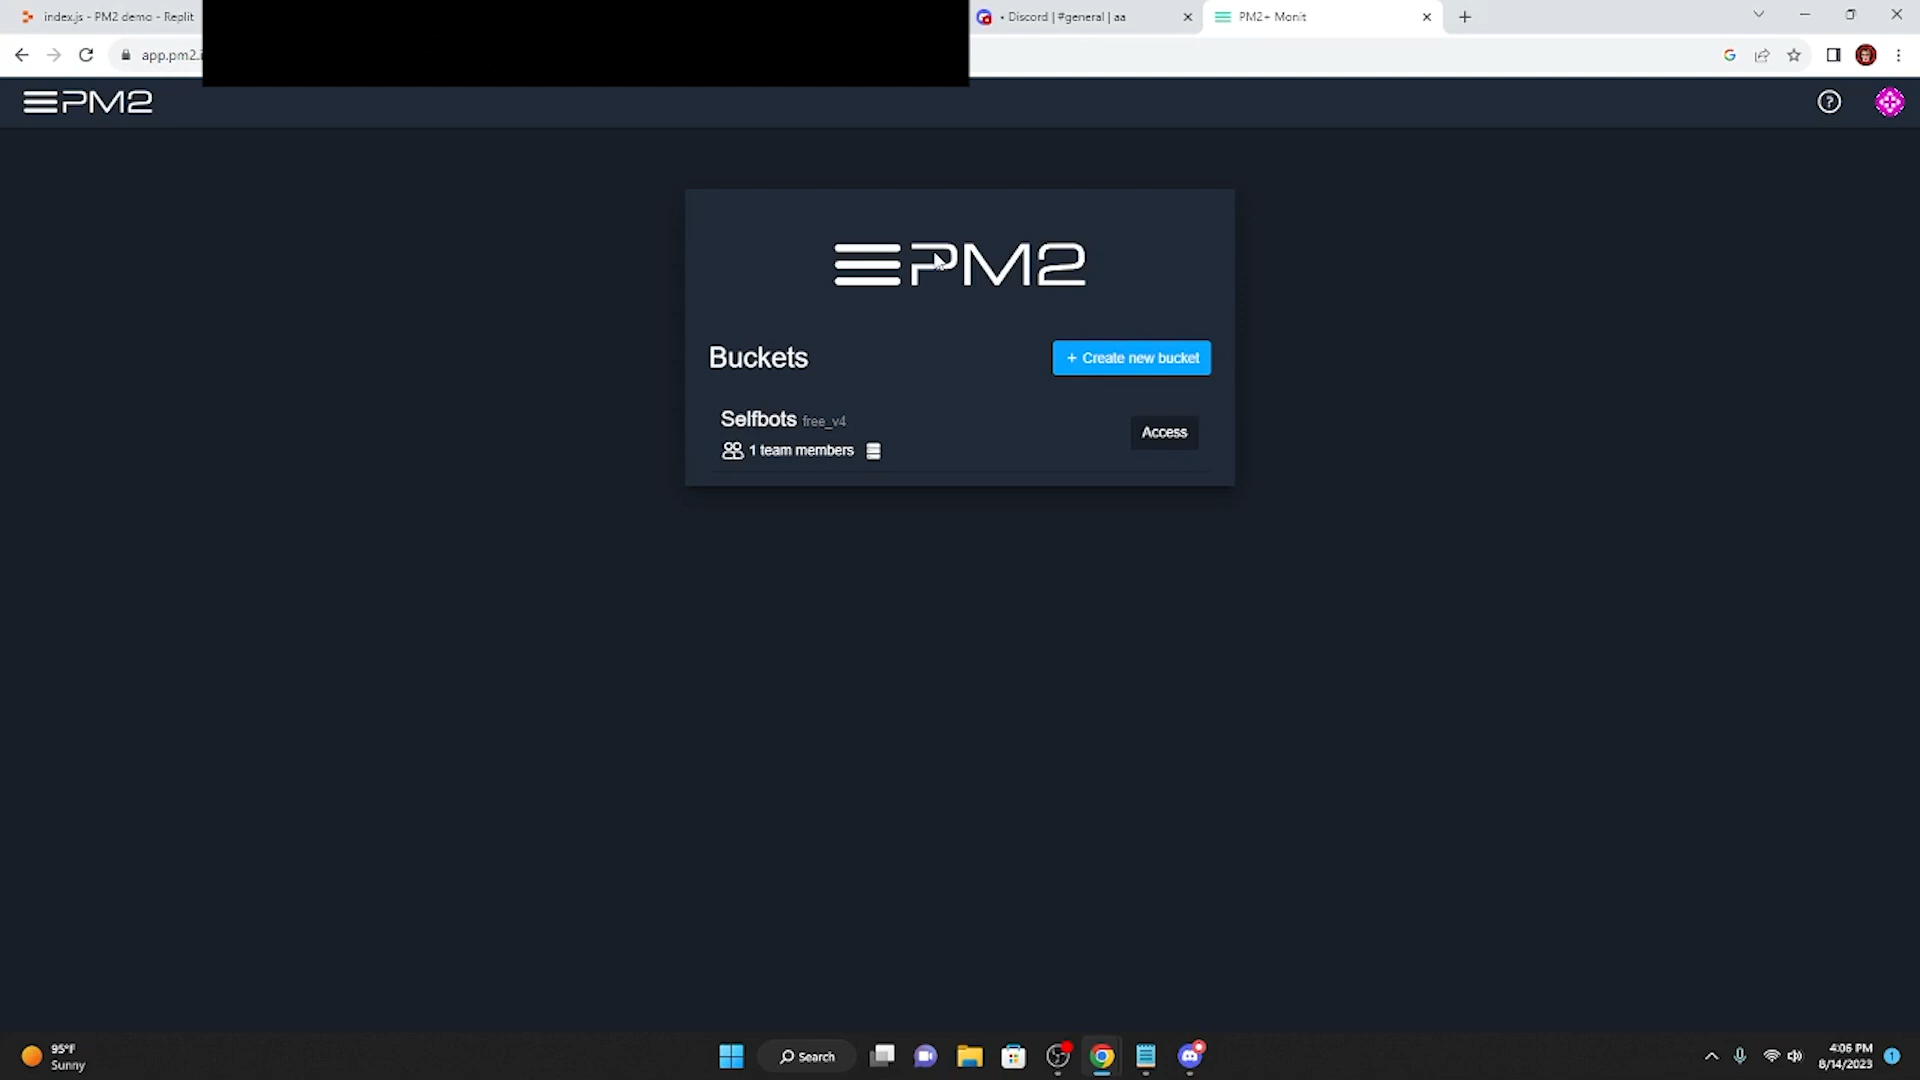 index.js - PM2 demo - Replit
• Discord | #general | aa
PM2+ Monit
app.pm2.i
PM2
PM2
Buckets
+ Create new bucket
Selfbots free_v4
1 team members
Access
95°F
Sunny
Search
4:06 PM
8/14/2023
1